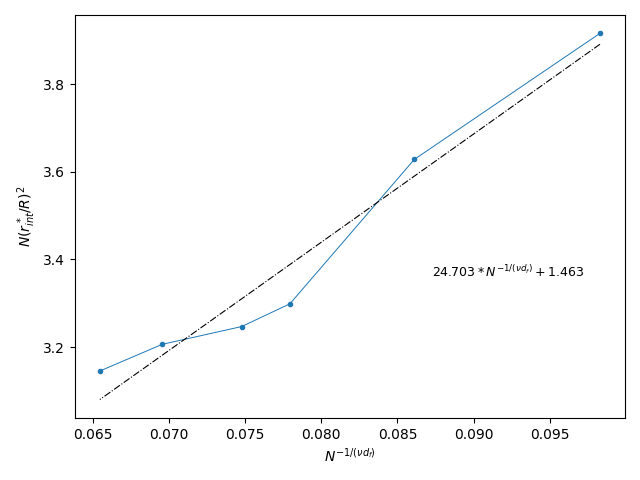 3.8
3.6
3.4
3.2
N(r*_int/R)²
24.703 * N^{-1/(νd_f)} + 1.463
0.065 0.070 0.075 0.080 0.085 0.090 0.095
N^{-1/(νd_f)}